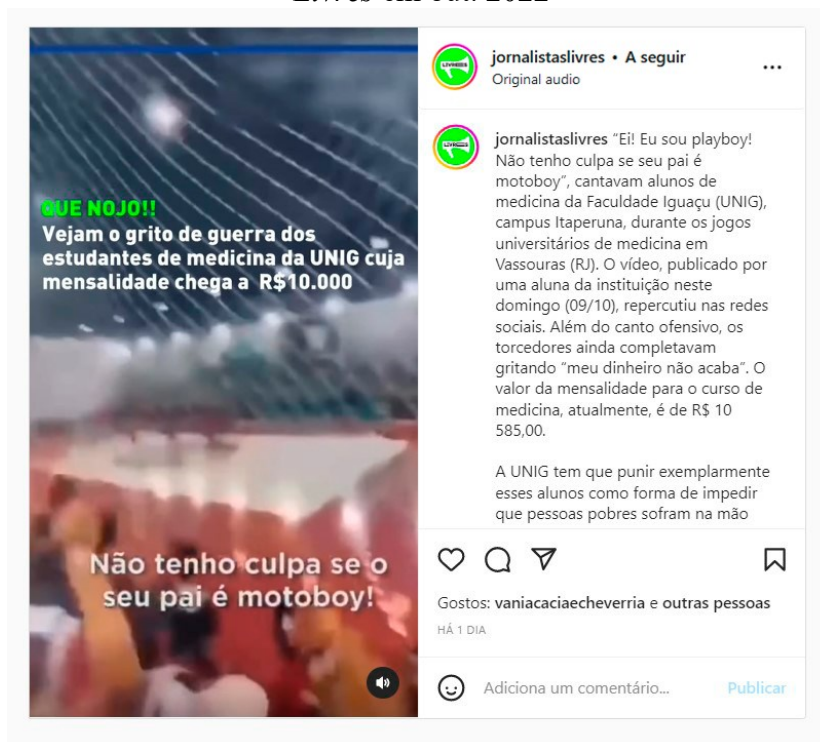 QUE NOJO!!
Vejam o grito de guerra dos
estudantes de medicina da UNIG cuja
mensalidade chega a R$10.000
Não tenho culpa se o
seu pai é motoboy!
jornalistaslivres • A seguir
Original audio
jornalistaslivres “Ei! Eu sou playboy!
Não tenho culpa se seu pai é
motoboy”, cantavam alunos de
medicina da Faculdade Iguaçu (UNIG),
campus Itaperuna, durante os jogos
universitários de medicina em
Vassouras (RJ). O vídeo, publicado por
uma aluna da instituição neste
domingo (09/10), repercutiu nas redes
sociais. Além do canto ofensivo, os
torcedores ainda completavam
gritando “meu dinheiro não acaba”. O
valor da mensalidade para o curso de
medicina, atualmente, é de R$ 10
585,00.
A UNIG tem que punir exemplarmente
esses alunos como forma de impedir
que pessoas pobres sofram na mão
Gostos: vaniacaciaecheverria e outras pessoas
HÁ 1 DIA
Adiciona um comentário...
Publicar